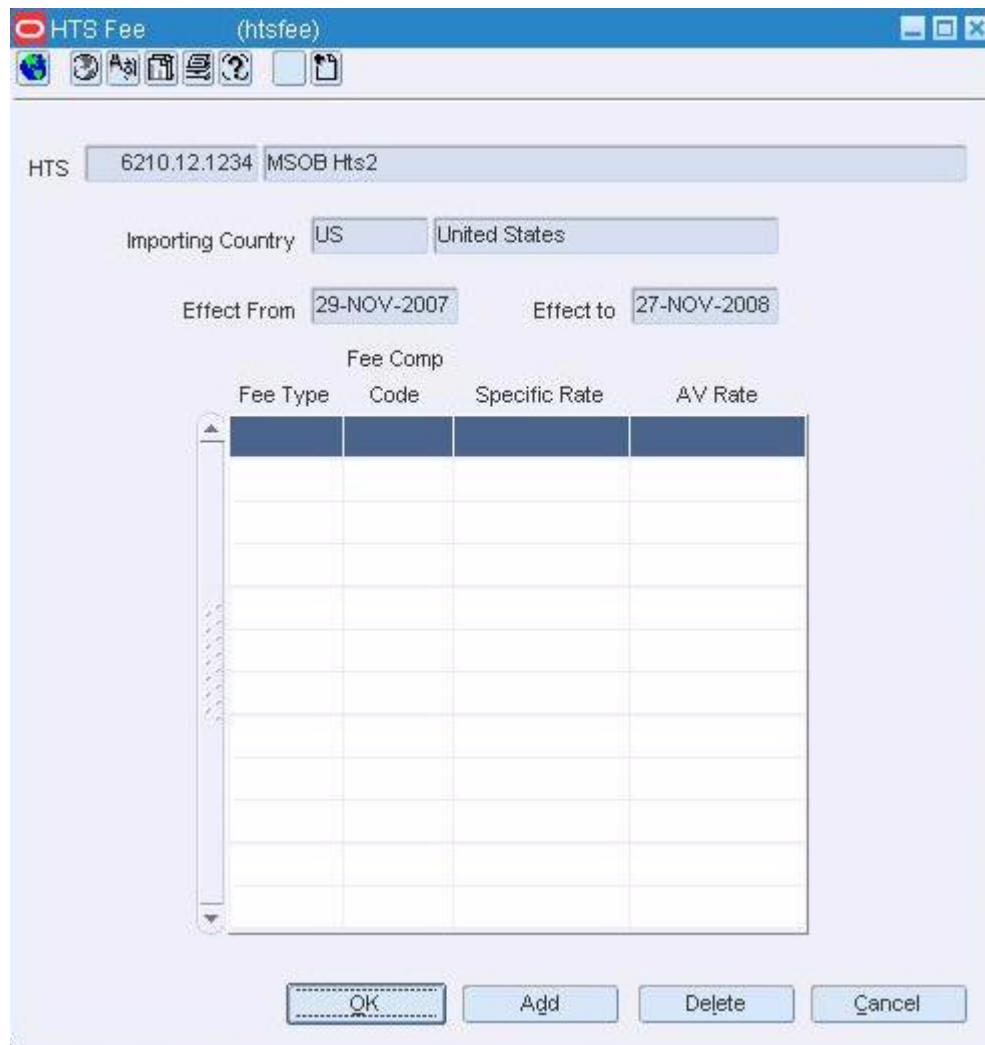 HTS Fee (htsfee)
HTS 6210.12.1234 MSOB Hts2
Importing Country US United States
Effect From 29-NOV-2007 Effect to 27-NOV-2008
Fee Comp
Fee Type Code Specific Rate AV Rate
OK Add Delete Cancel